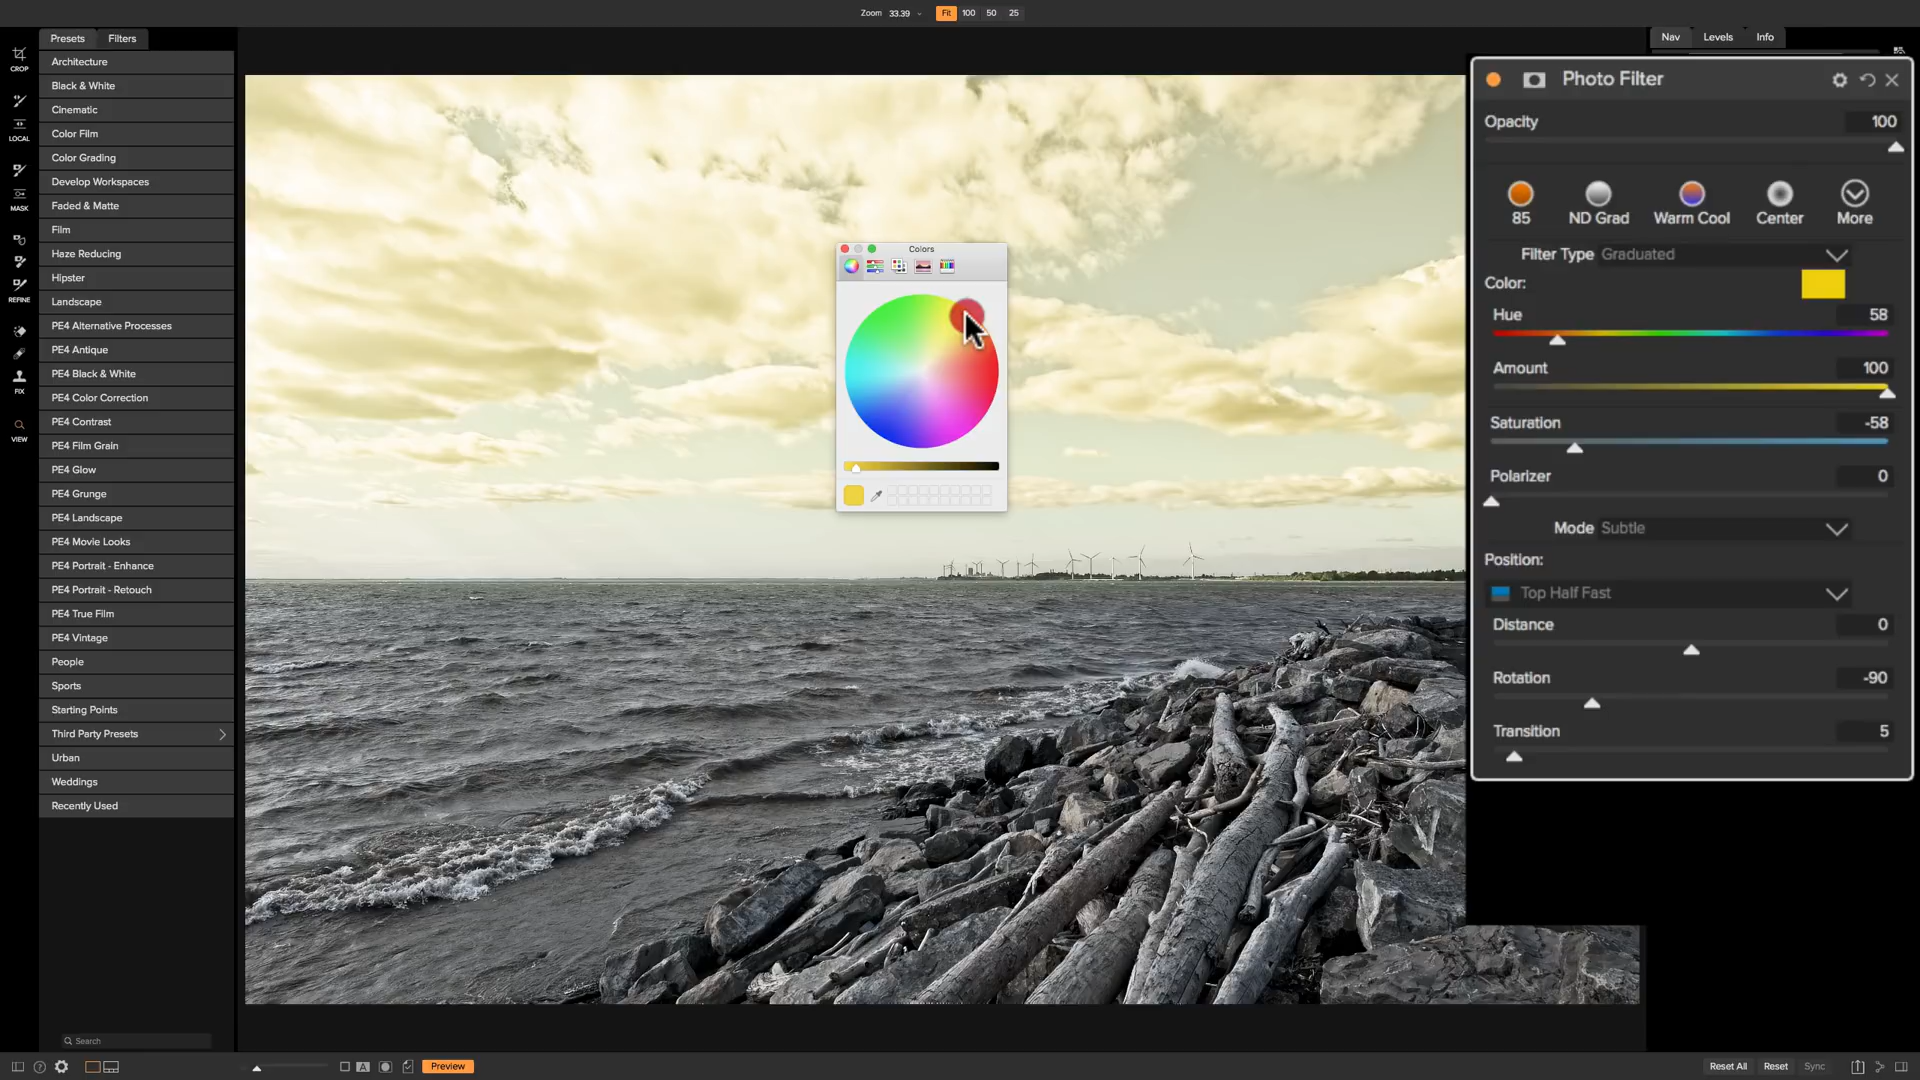 Zoom 33.39 Fit 100 50 25
Presets Filters
Nav Levels Info
CROP
LOCAL
MASK
REFINE
FIX
VIEW
Architecture
Black & White
Cinematic
Color Film
Color Grading
Develop Workspaces
Faded & Matte
Film
Haze Reducing
Hipster
Landscape
PE4 Alternative Processes
PE4 Antique
PE4 Black & White
PE4 Color Correction
PE4 Contrast
PE4 Film Grain
PE4 Glow
PE4 Grunge
PE4 Landscape
PE4 Movie Looks
PE4 Portrait - Enhance
PE4 Portrait - Retouch
PE4 True Film
PE4 Vintage
People
Sports
Starting Points
Third Party Presets
Urban
Weddings
Recently Used
Search
Colors
Photo Filter
Opacity 100
85 ND Grad Warm Cool Center More
Filter Type Graduated
Color:
Hue 58
Amount 100
Saturation -58
Polarizer 0
Mode Subtle
Position:
Top Half Fast
Distance 0
Rotation -90
Transition 5
? A Preview
Reset All Reset Sync